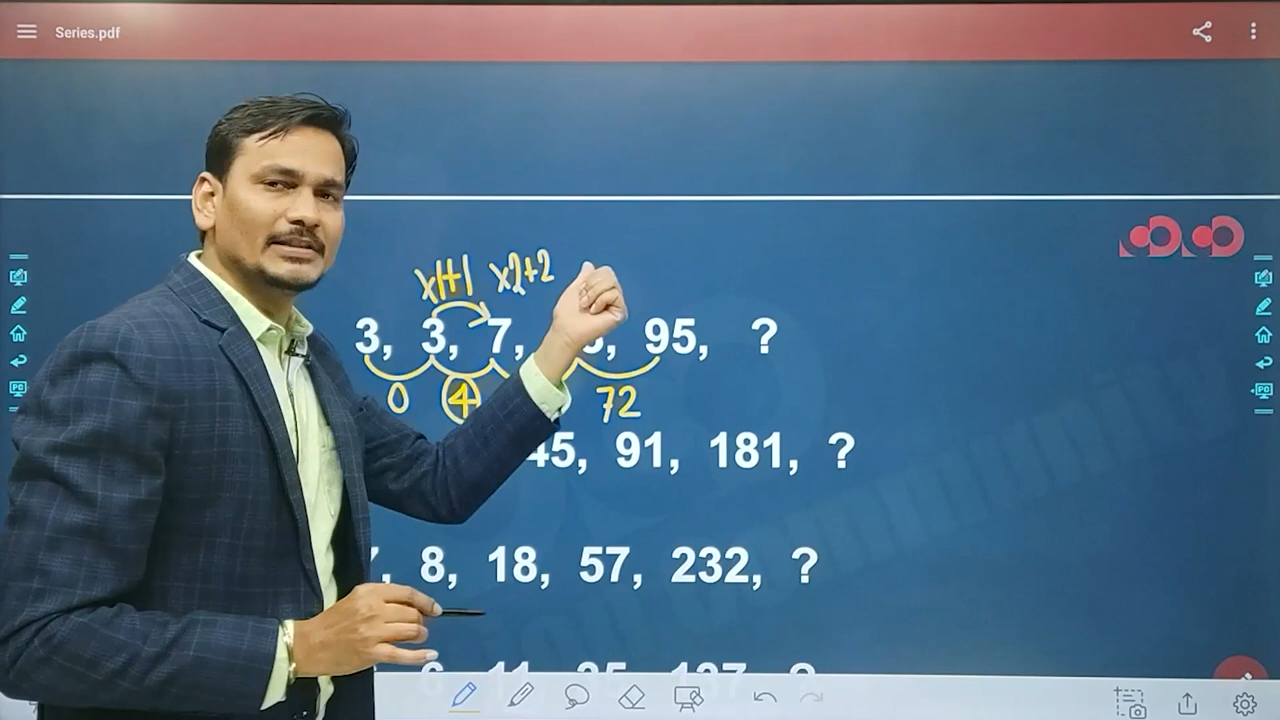 Series.pdf
x1+1 x2+2
3, 3, 7, 95, ?
0 4 72
45, 91, 181, ?
7, 8, 18, 57, 232, ?